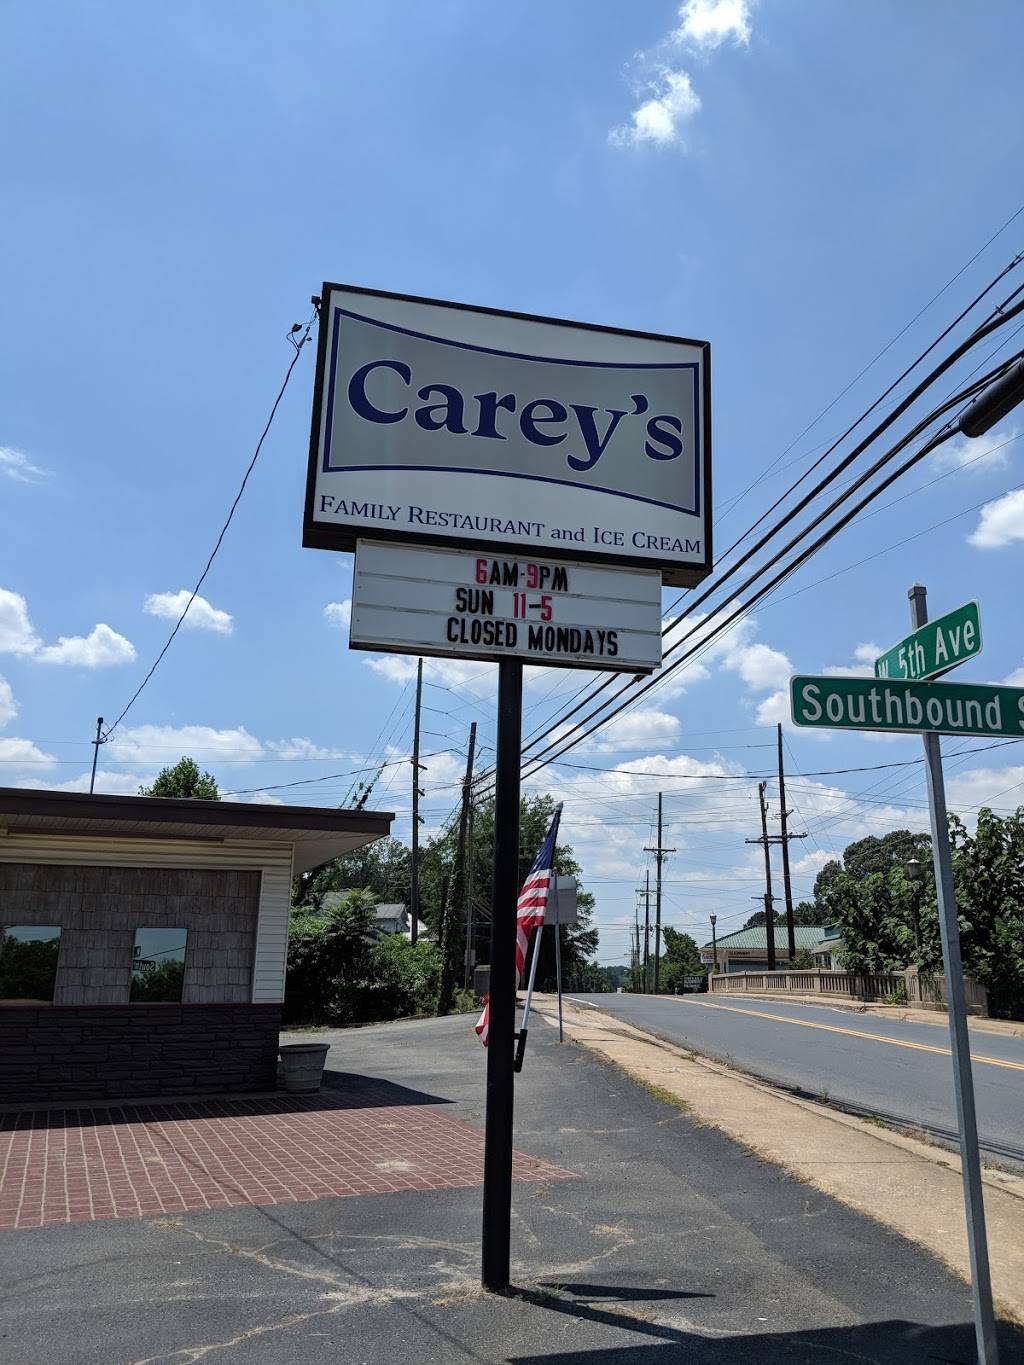 Carey's
FAMILY RESTAURANT and ICE CREAM
6AM-9PM
SUN 11-5
CLOSED MONDAYS
W 5th Ave
Southbound